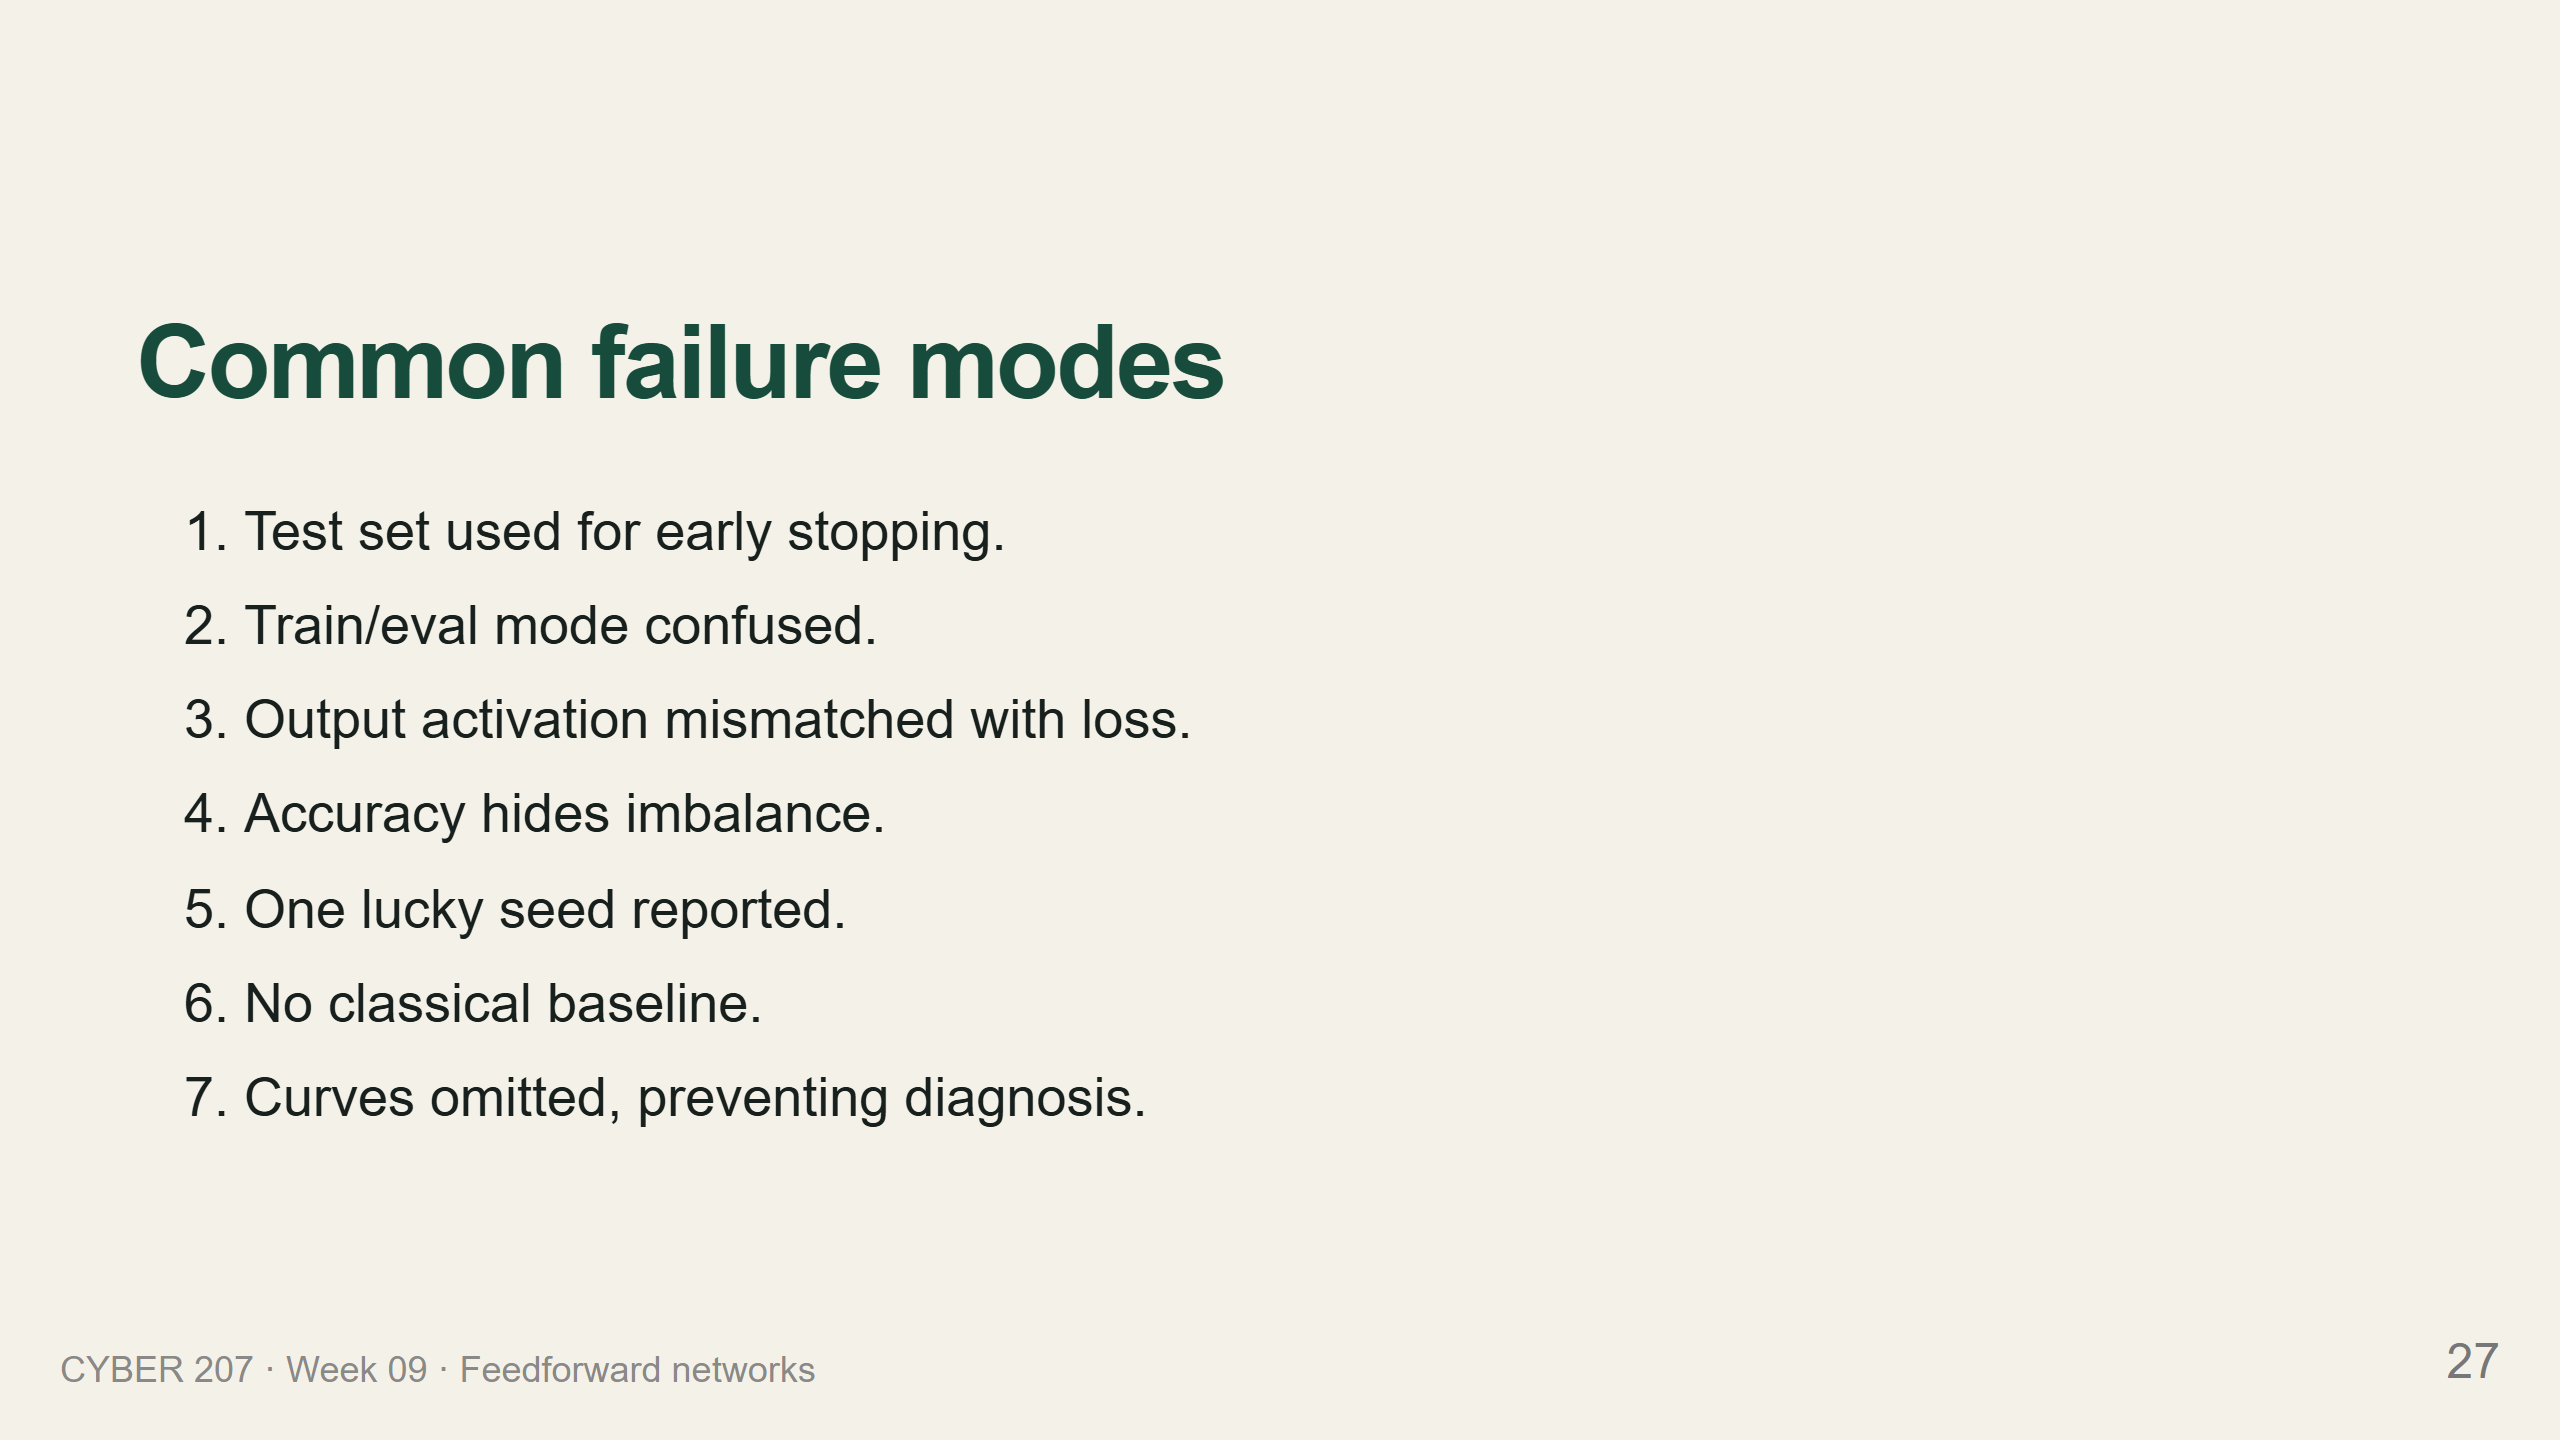 Common failure modes
1. Test set used for early stopping.
2. Train/eval mode confused.
3. Output activation mismatched with loss.
4. Accuracy hides imbalance.
5. One lucky seed reported.
6. No classical baseline.
7. Curves omitted, preventing diagnosis.
CYBER 207 · Week 09 · Feedforward networks
27